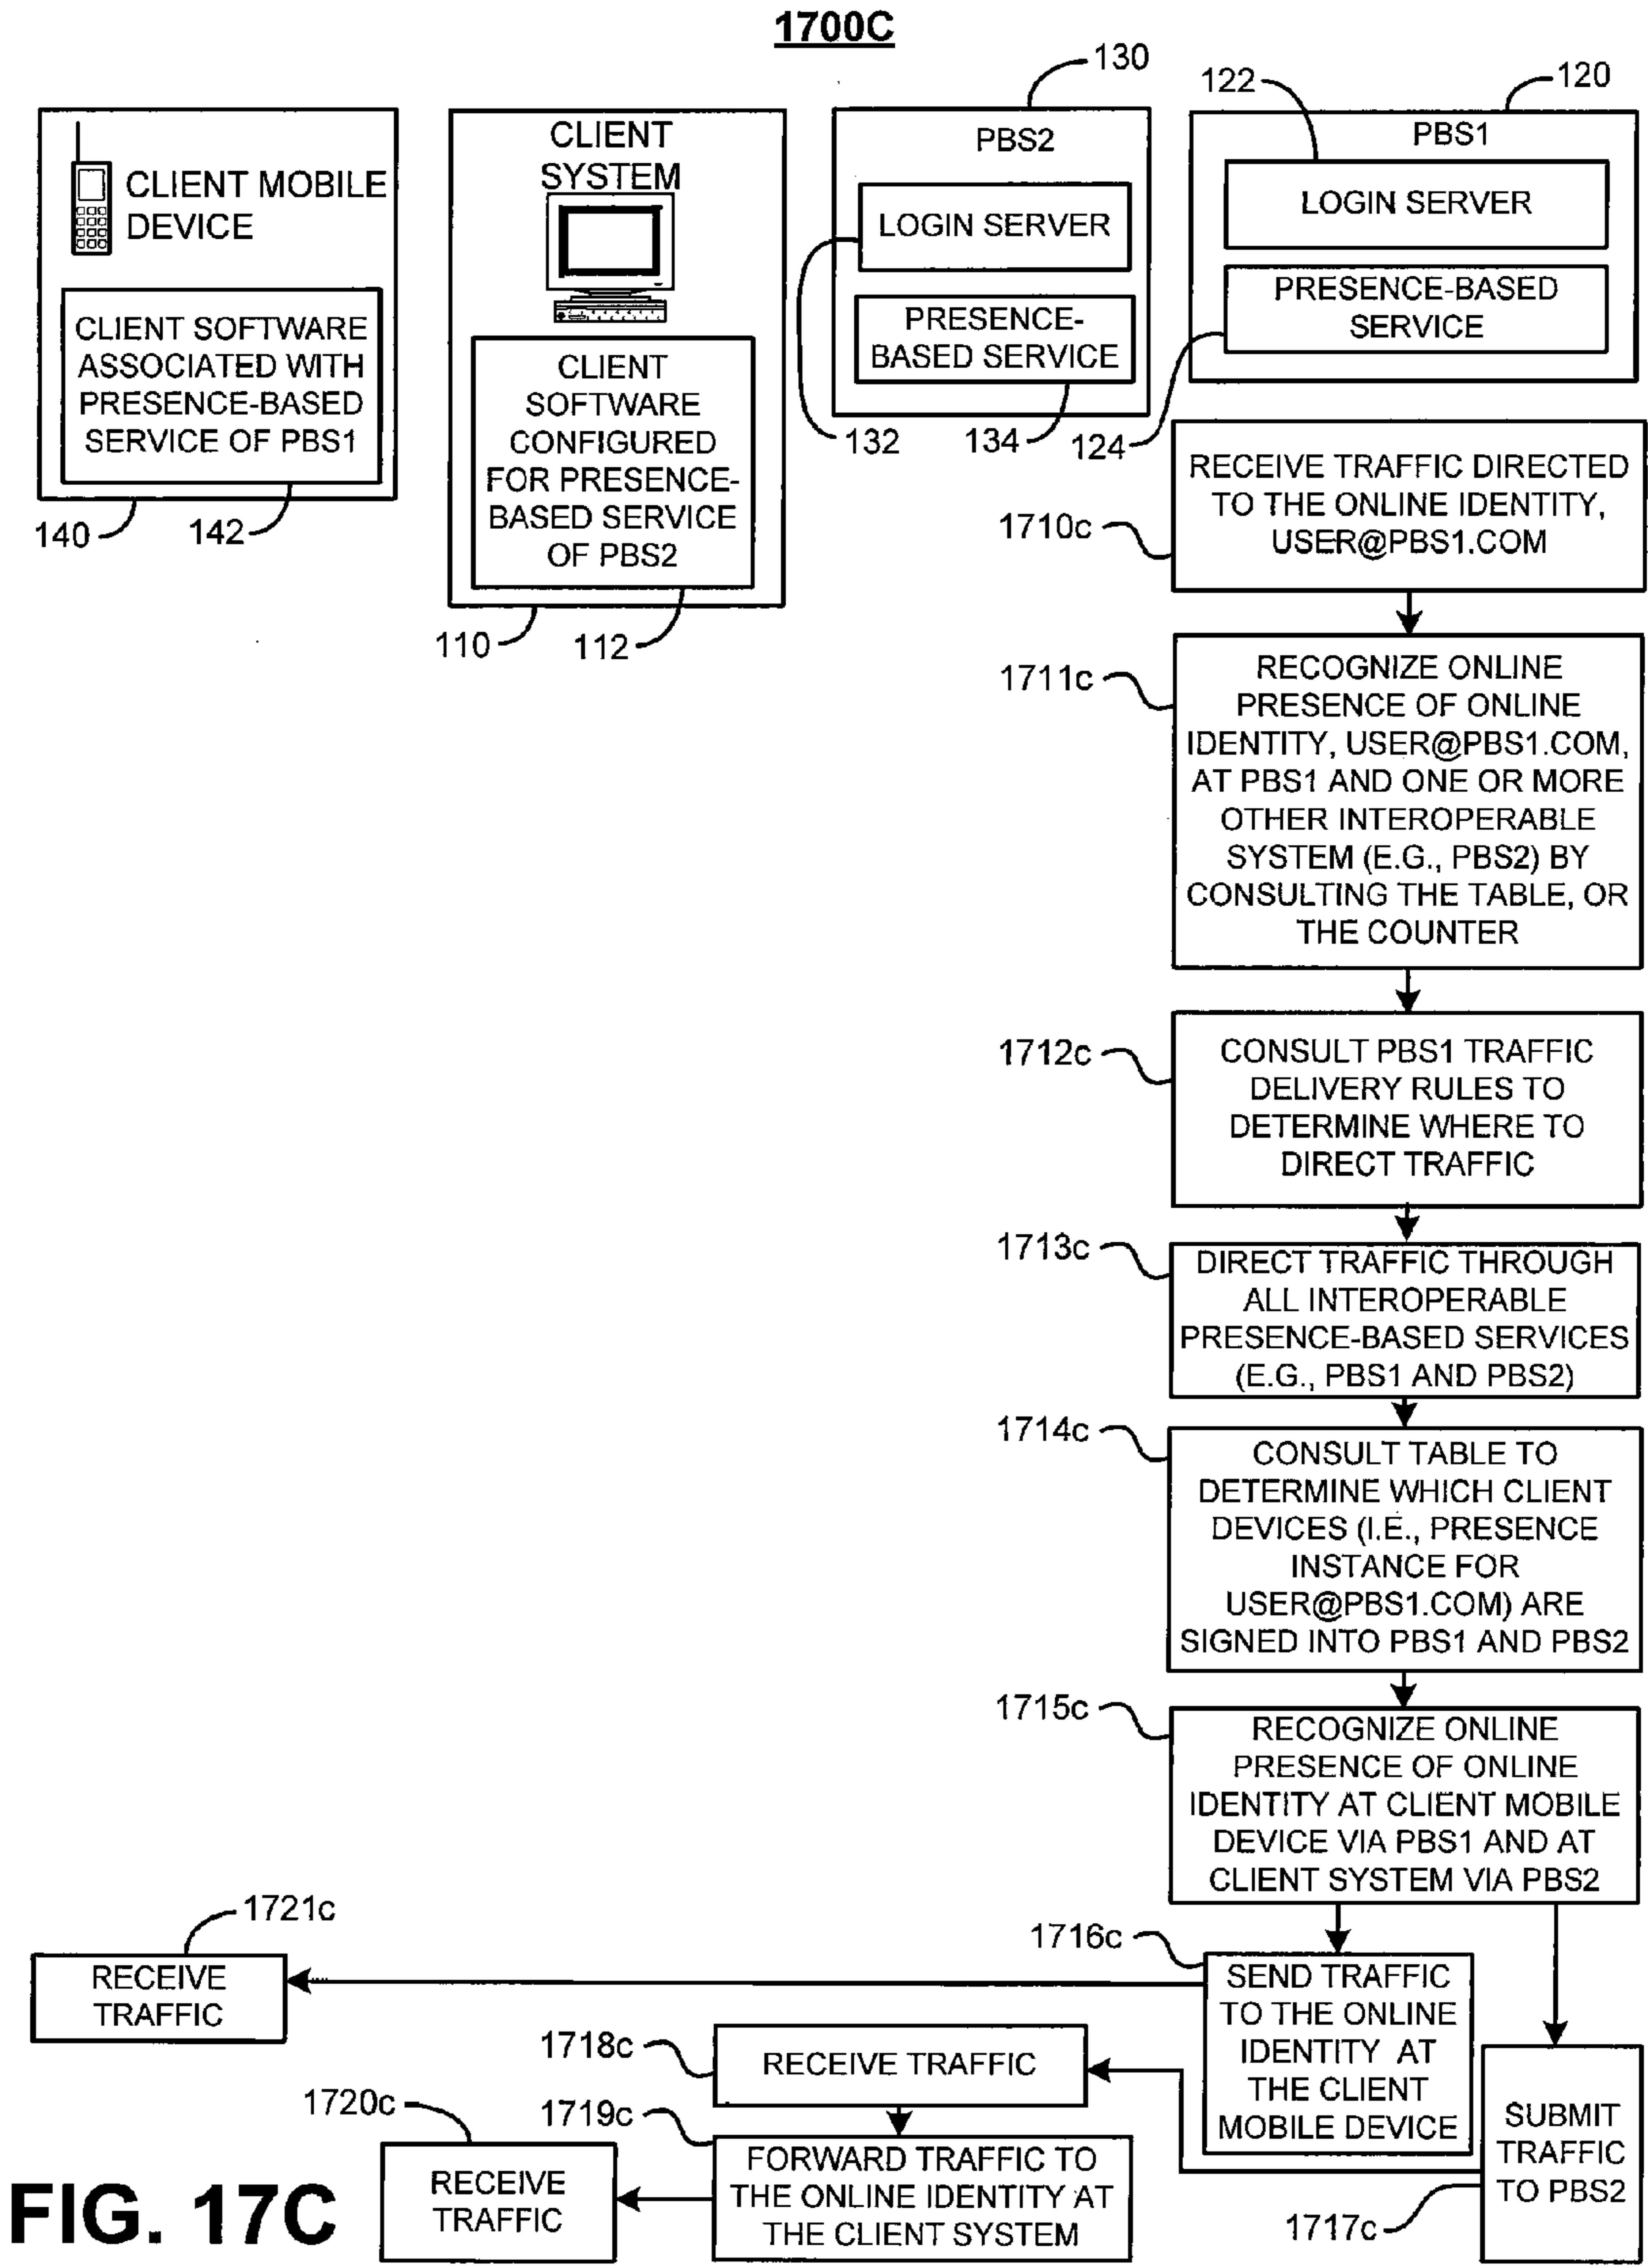 1700C
130
122
120
CLIENT MOBILE
DEVICE
CLIENT SOFTWARE
ASSOCIATED WITH
PRESENCE-BASED
SERVICE OF PBS1
140
142
CLIENT
SYSTEM
CLIENT
SOFTWARE
CONFIGURED
FOR PRESENCE-
BASED SERVICE
OF PBS2
110
112
PBS2
LOGIN SERVER
PRESENCE-
BASED SERVICE
132
134
PBS1
LOGIN SERVER
PRESENCE-BASED
SERVICE
124
1710c
RECEIVE TRAFFIC DIRECTED
TO THE ONLINE IDENTITY,
USER@PBS1.COM
1711c
RECOGNIZE ONLINE
PRESENCE OF ONLINE
IDENTITY, USER@PBS1.COM,
AT PBS1 AND ONE OR MORE
OTHER INTEROPERABLE
SYSTEM (E.G., PBS2) BY
CONSULTING THE TABLE, OR
THE COUNTER
1712c
CONSULT PBS1 TRAFFIC
DELIVERY RULES TO
DETERMINE WHERE TO
DIRECT TRAFFIC
1713c
DIRECT TRAFFIC THROUGH
ALL INTEROPERABLE
PRESENCE-BASED SERVICES
(E.G., PBS1 AND PBS2)
1714c
CONSULT TABLE TO
DETERMINE WHICH CLIENT
DEVICES (I.E., PRESENCE
INSTANCE FOR
USER@PBS1.COM) ARE
SIGNED INTO PBS1 AND PBS2
1715c
RECOGNIZE ONLINE
PRESENCE OF ONLINE
IDENTITY AT CLIENT MOBILE
DEVICE VIA PBS1 AND AT
CLIENT SYSTEM VIA PBS2
1716c
SEND TRAFFIC
TO THE ONLINE
IDENTITY AT
THE CLIENT
MOBILE DEVICE
1721c
RECEIVE
TRAFFIC
1717c
SUBMIT
TRAFFIC
TO PBS2
1718c
RECEIVE TRAFFIC
1719c
FORWARD TRAFFIC TO
THE ONLINE IDENTITY AT
THE CLIENT SYSTEM
1720c
RECEIVE
TRAFFIC
FIG. 17C